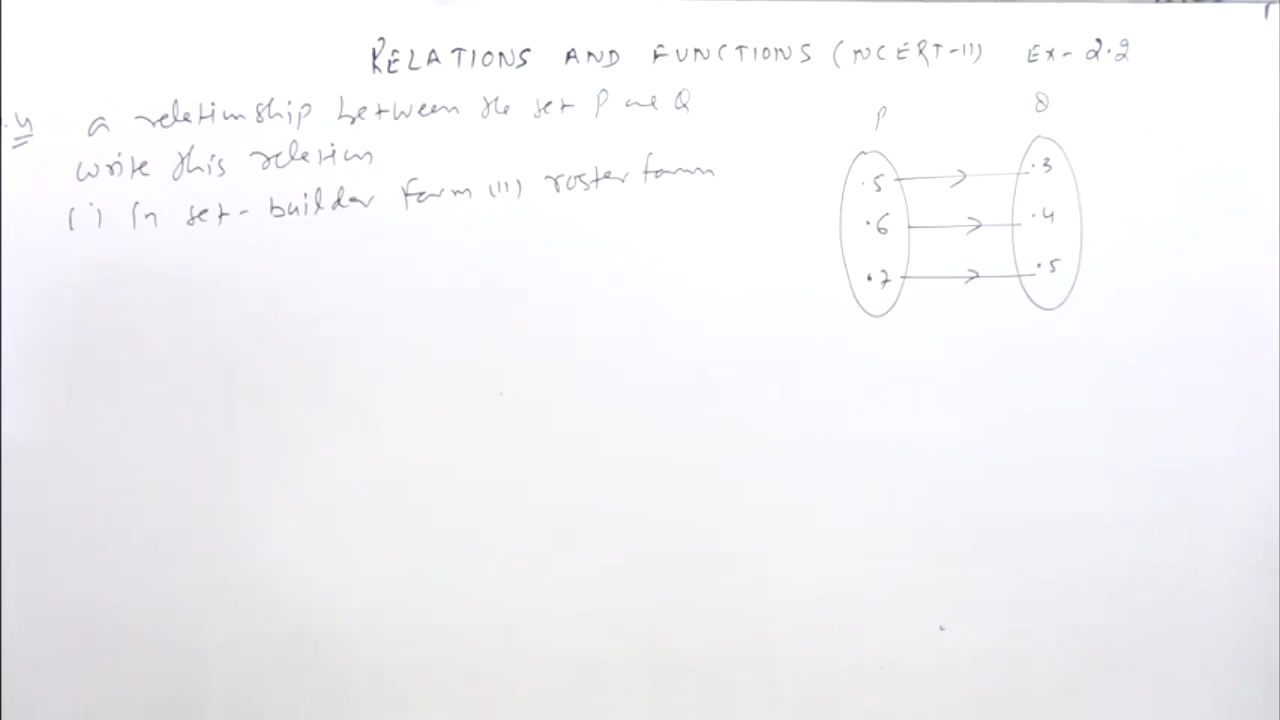 RELATIONS AND FUNCTIONS (NCERT-11) Ex- 2.2
.4 a relationship between the set P and Q
write this relation
(i) In set-builder form (ii) roster form
P Q
.5 .3
.6 .4
.7 .5